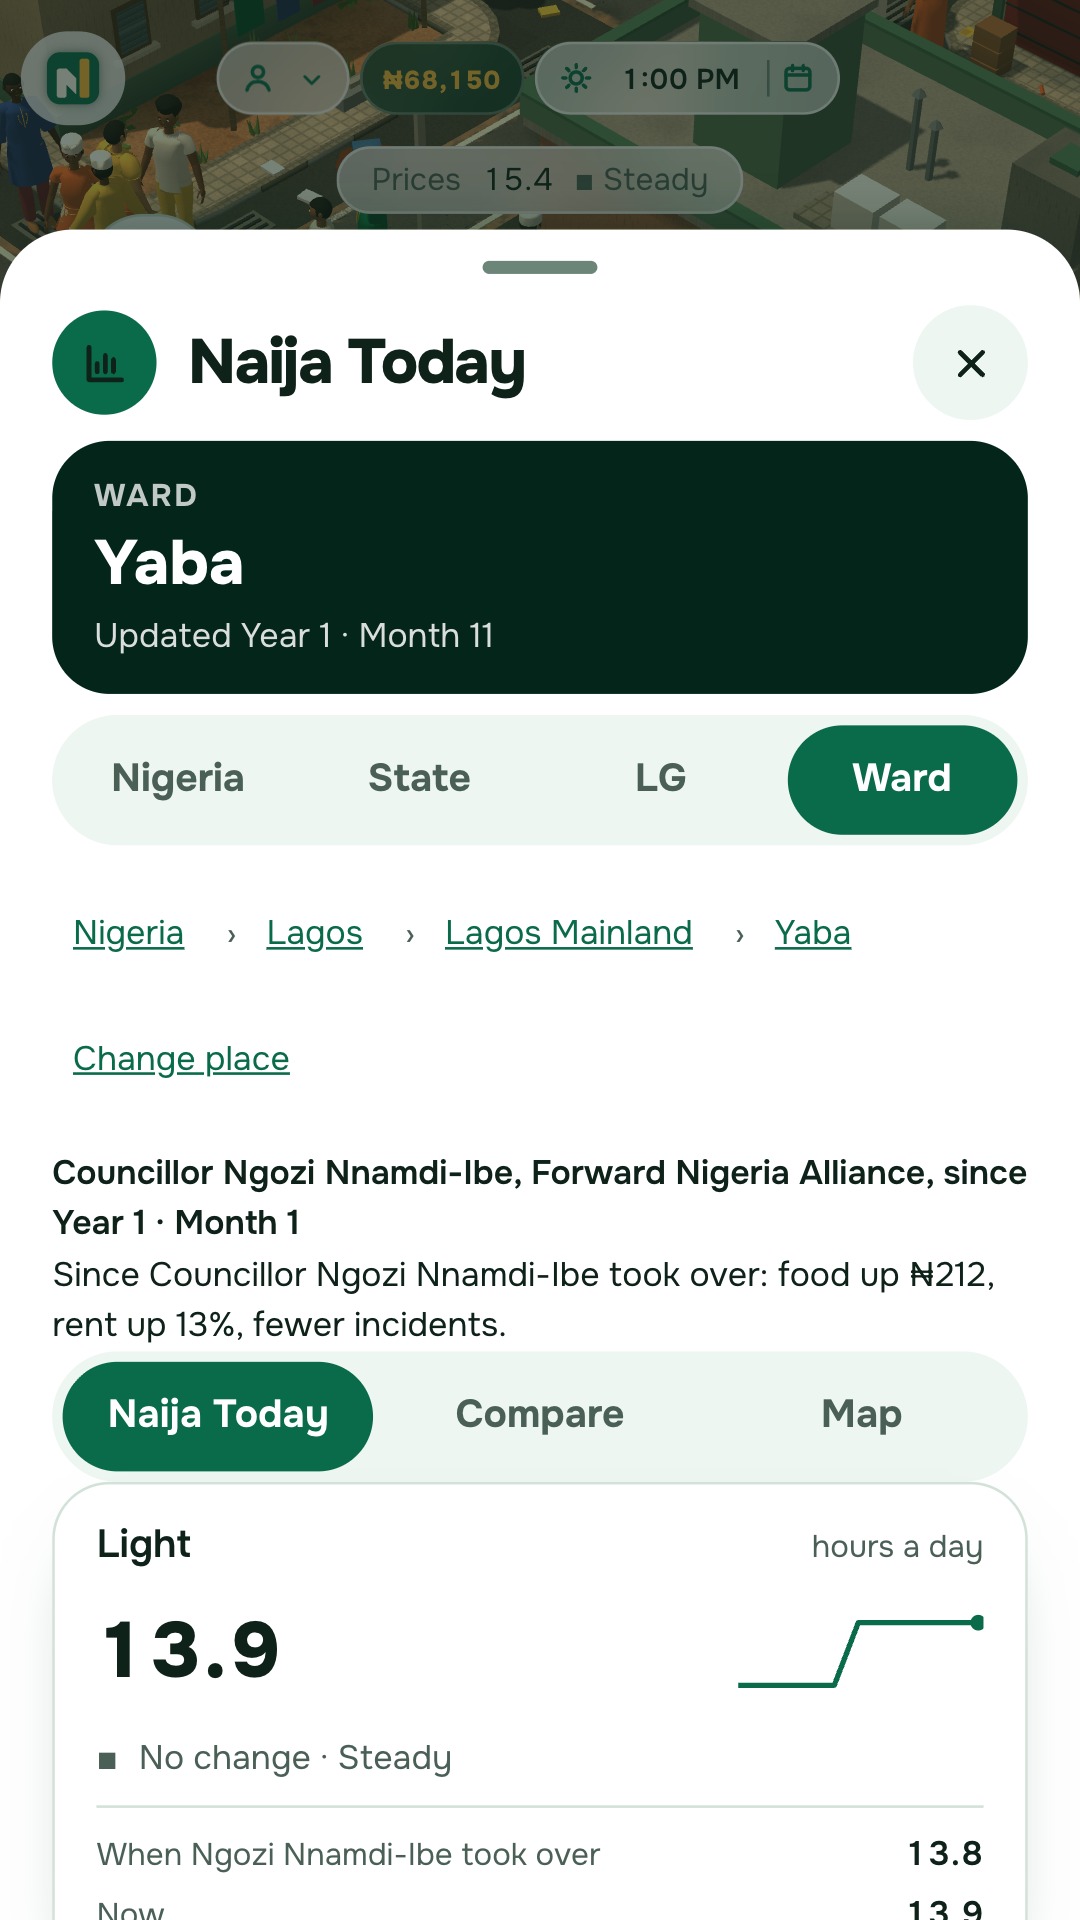 N
₦68,150
1:00 PM
Prices 15.4 ■ Steady
Naija Today
WARD
Yaba
Updated Year 1 · Month 11
Nigeria State LG Ward
Nigeria › Lagos › Lagos Mainland › Yaba
Change place
Councillor Ngozi Nnamdi-Ibe, Forward Nigeria Alliance, since
Year 1 · Month 1
Since Councillor Ngozi Nnamdi-Ibe took over: food up ₦212,
rent up 13%, fewer incidents.
Naija Today Compare Map
Light hours a day
13.9
■ No change · Steady
When Ngozi Nnamdi-Ibe took over 13.8
Now 13.9